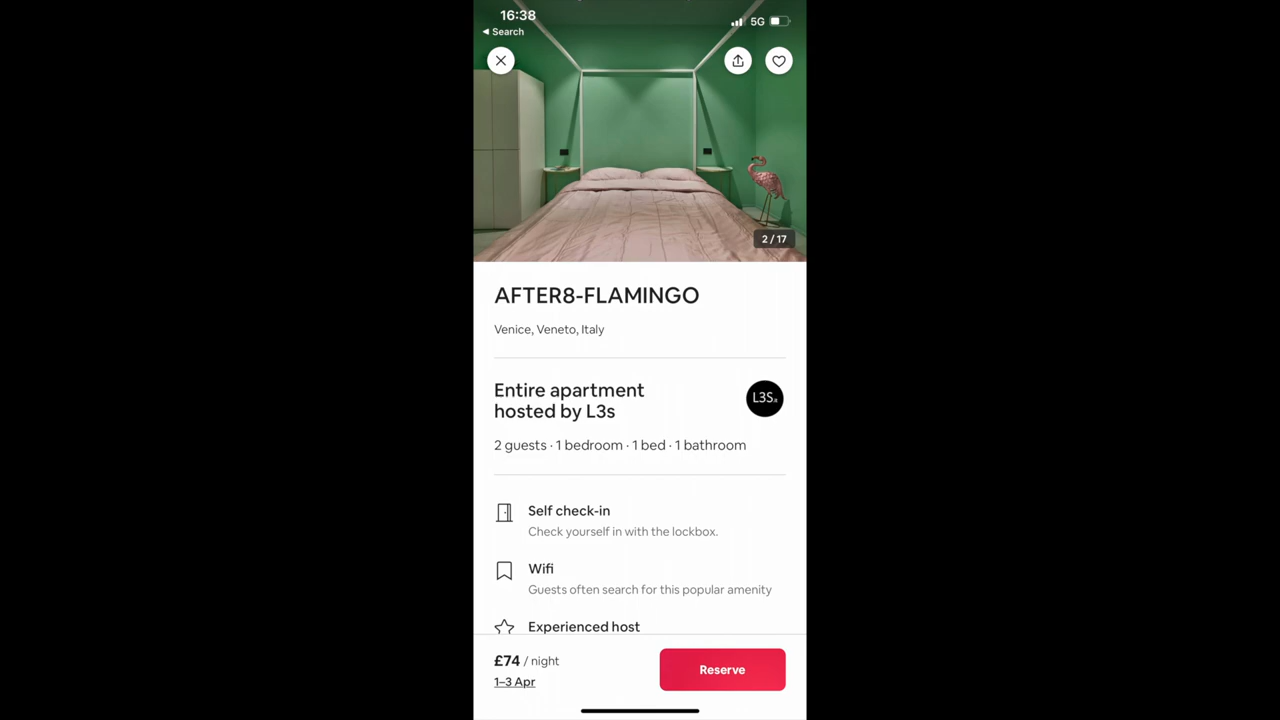 16:38
5G
◀ Search
2 / 17
AFTER8-FLAMINGO
Venice, Veneto, Italy
Entire apartment
hosted by L3s
L3S.it
2 guests · 1 bedroom · 1 bed · 1 bathroom
Self check-in
Check yourself in with the lockbox.
Wifi
Guests often search for this popular amenity
Experienced host
£74 / night
1–3 Apr
Reserve